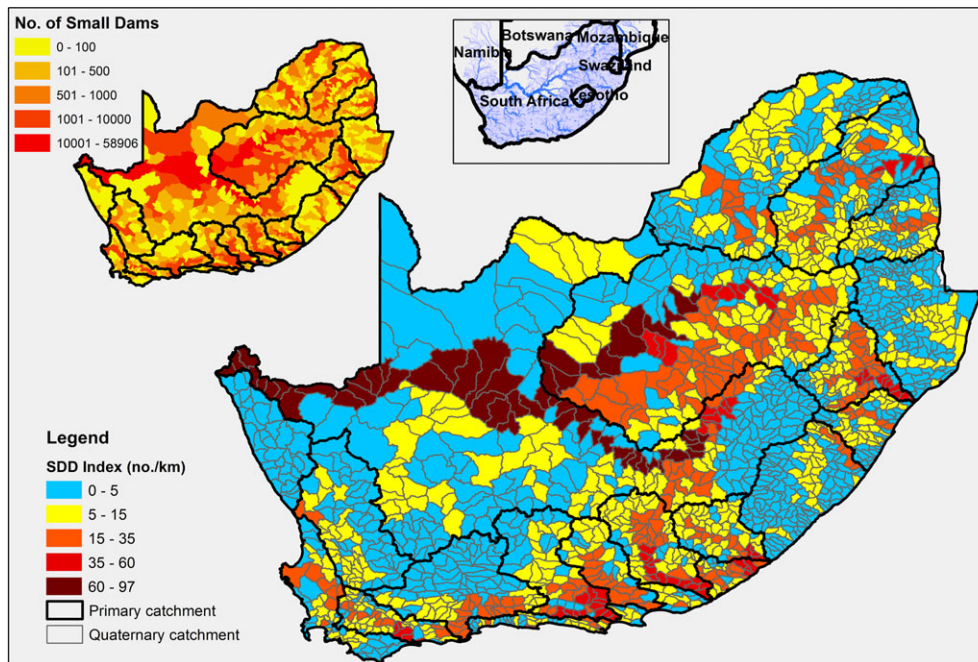 No. of Small Dams
0 - 100
101 - 500
501 - 1000
1001 - 10000
10001 - 58906
Botswana
Mozambique
Namibia
Swaziland
Lesotho
South Africa
Legend
SDD Index (no./km)
0 - 5
5 - 15
15 - 35
35 - 60
60 - 97
Primary catchment
Quaternary catchment